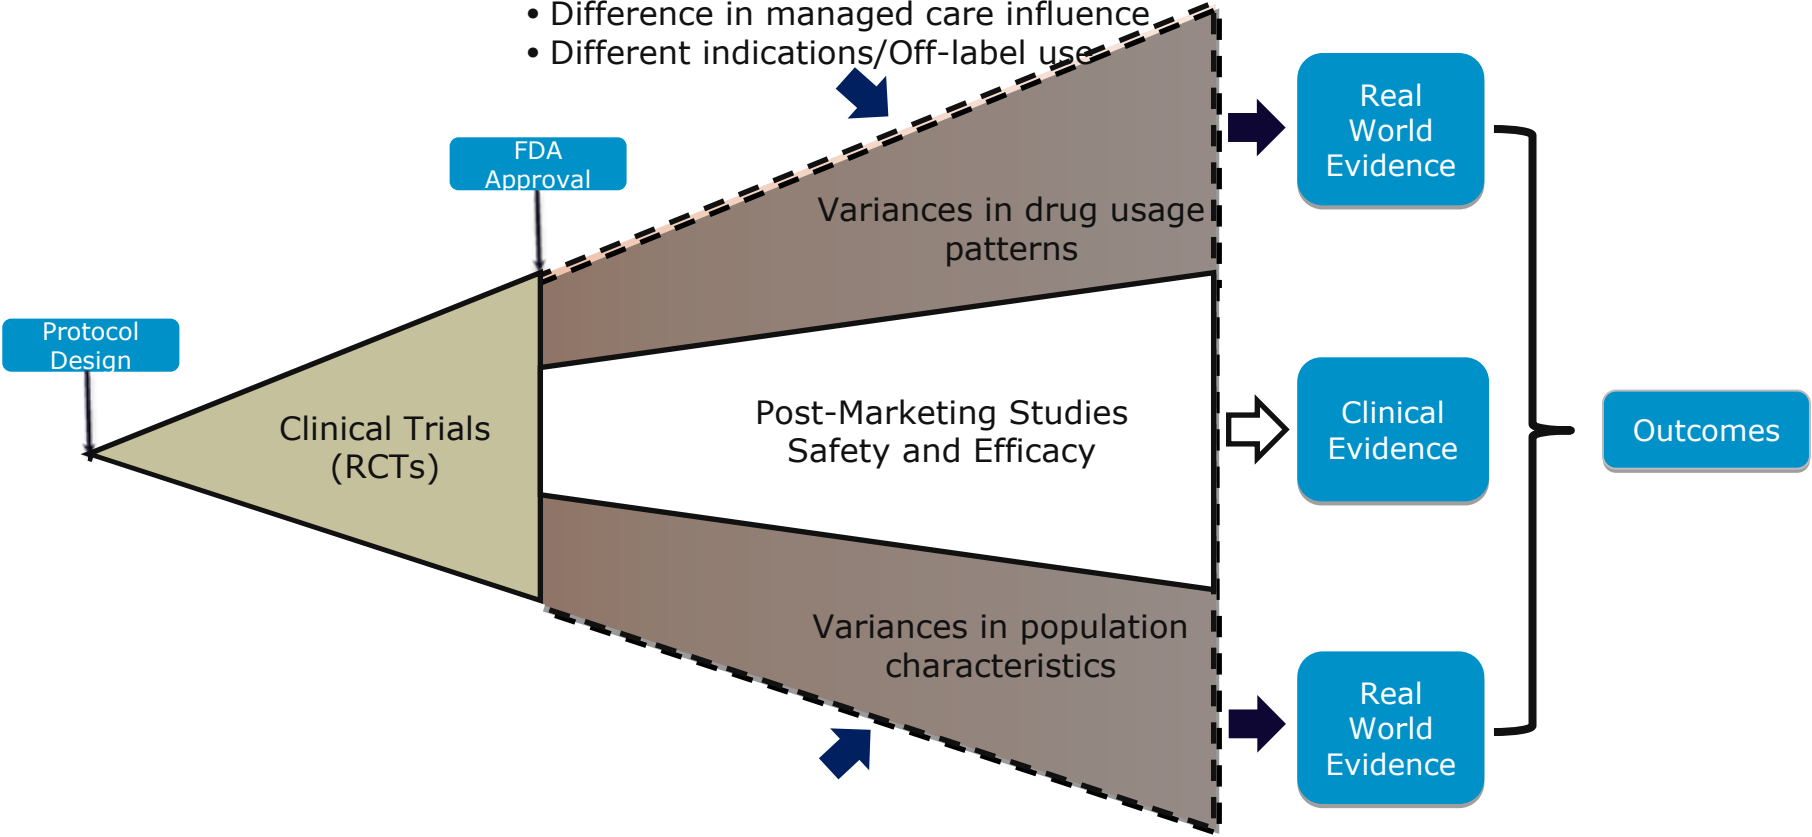 • Difference in managed care influence
• Different indications/Off-label use
FDA
Approval
Protocol
Design
Clinical Trials
(RCTs)
Variances in drug usage
patterns
Post-Marketing Studies
Safety and Efficacy
Variances in population
characteristics
Real
World
Evidence
Clinical
Evidence
Real
World
Evidence
Outcomes